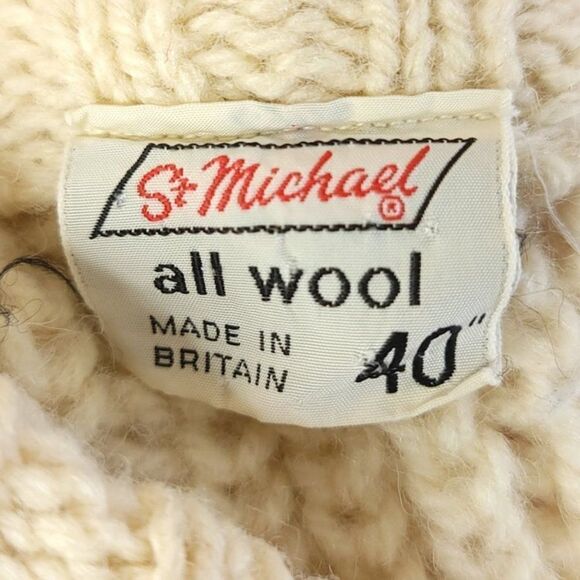 St Michael ®
all wool
MADE IN
BRITAIN
40"